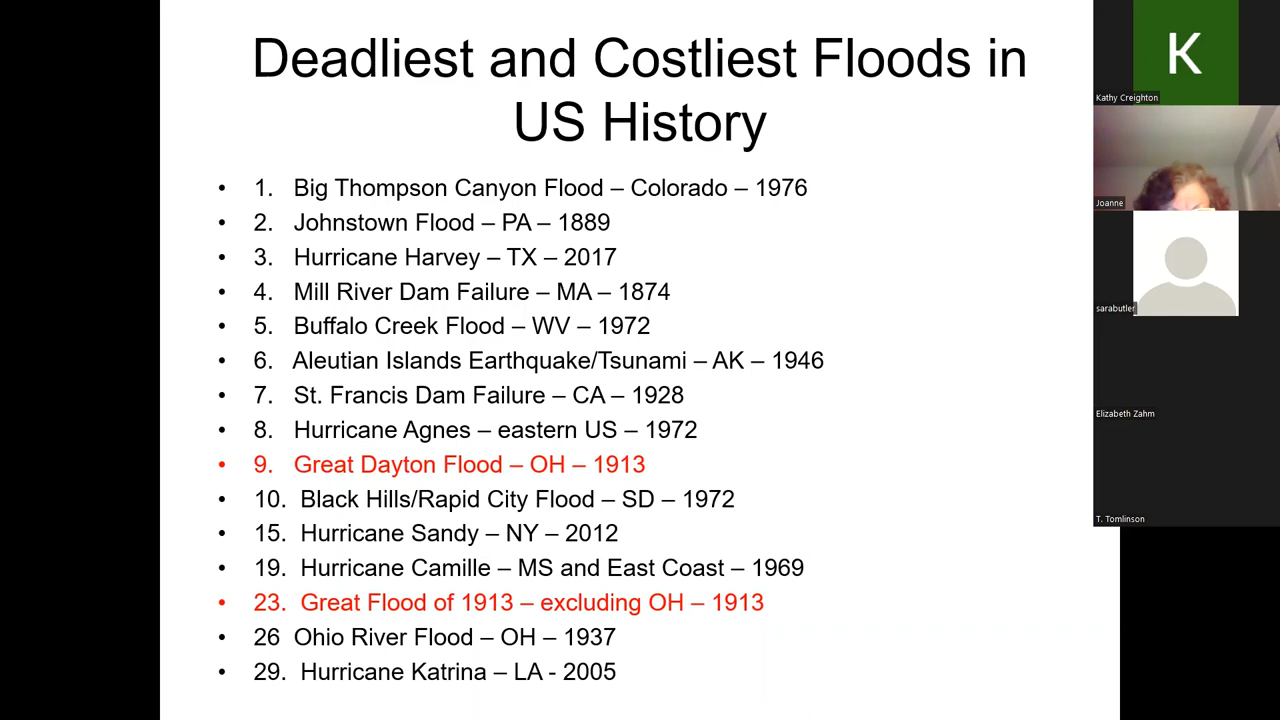 Deadliest and Costliest Floods in
US History
• 1. Big Thompson Canyon Flood – Colorado – 1976
• 2. Johnstown Flood – PA – 1889
• 3. Hurricane Harvey – TX – 2017
• 4. Mill River Dam Failure – MA – 1874
• 5. Buffalo Creek Flood – WV – 1972
• 6. Aleutian Islands Earthquake/Tsunami – AK – 1946
• 7. St. Francis Dam Failure – CA – 1928
• 8. Hurricane Agnes – eastern US – 1972
• 9. Great Dayton Flood – OH – 1913
• 10. Black Hills/Rapid City Flood – SD – 1972
• 15. Hurricane Sandy – NY – 2012
• 19. Hurricane Camille – MS and East Coast – 1969
• 23. Great Flood of 1913 – excluding OH – 1913
• 26 Ohio River Flood – OH – 1937
• 29. Hurricane Katrina – LA - 2005
K
Kathy Creighton
Joanne
sarabutler
Elizabeth Zahm
T. Tomlinson